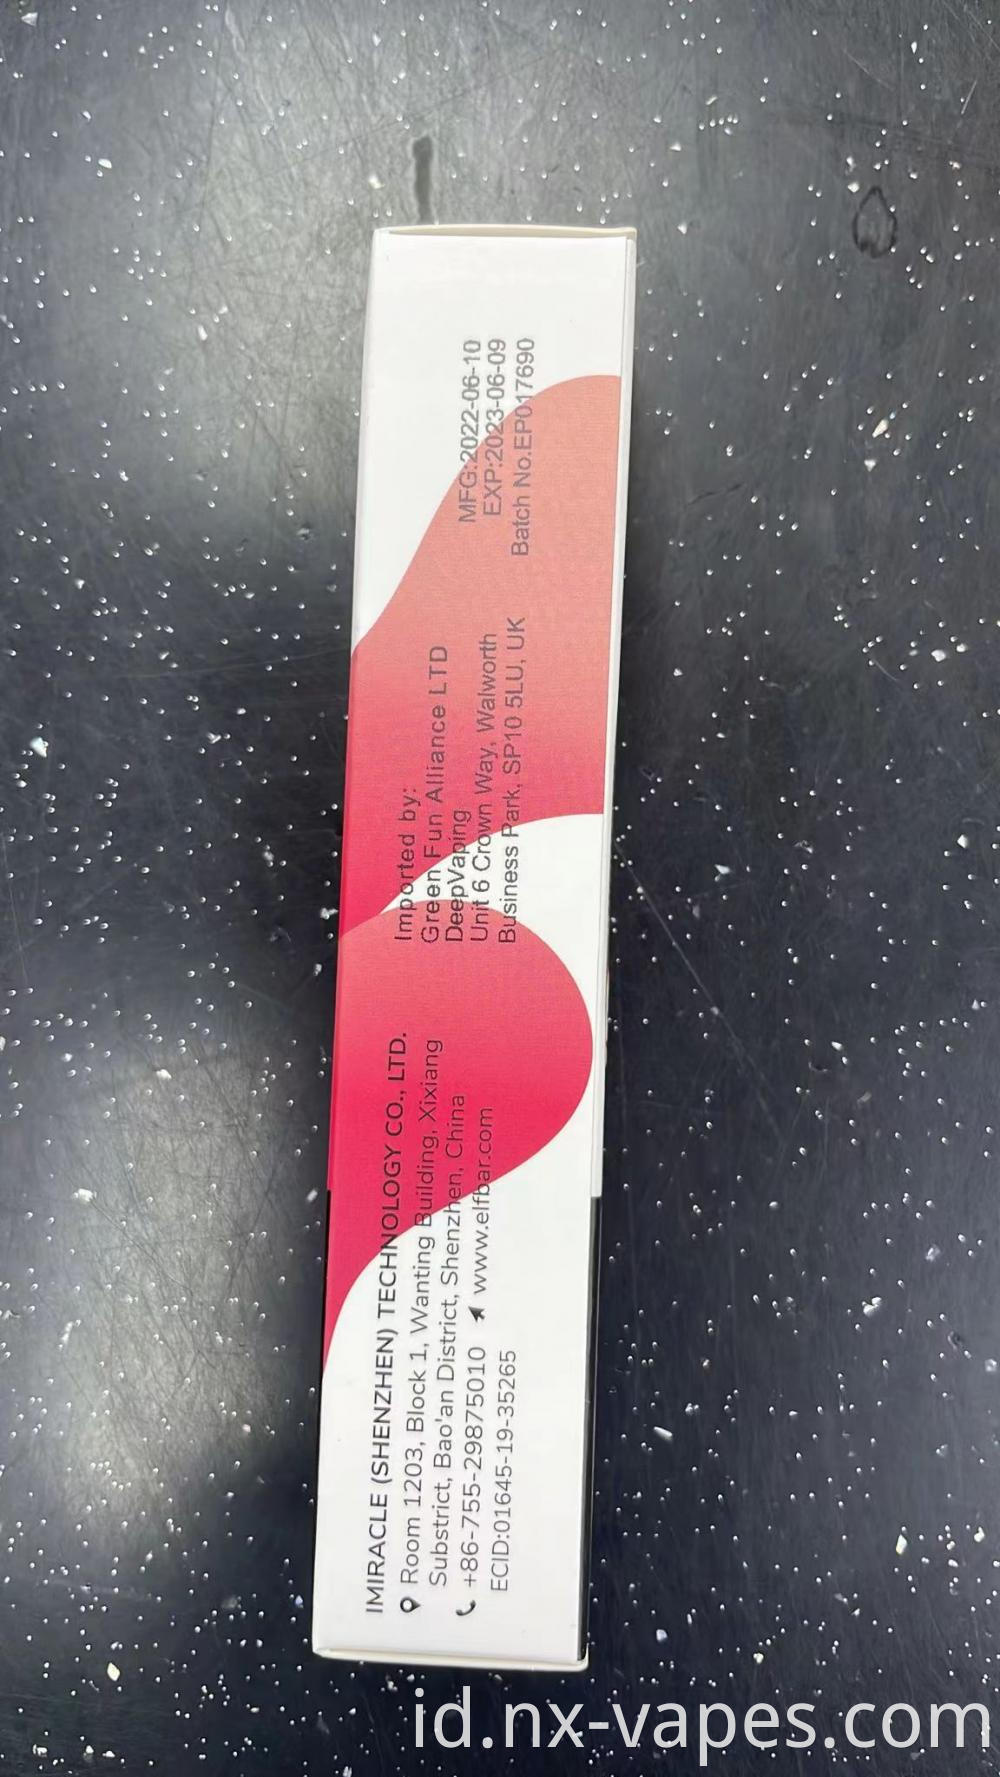 IMIRACLE (SHENZHEN) TECHNOLOGY CO., LTD.
Room 1203, Block 1, Wanting Building, Xixiang
Substrict, Bao'an District, Shenzhen, China
+86-755-29875010 www.elfbar.com
ECID:01645-19-35265
Imported by:
Green Fun Alliance LTD
DeepVaping
Unit 6 Crown Way, Walworth
Business Park, SP10 5LU, UK
MFG:2022-06-10
EXP:2023-06-09
Batch No.EP017690
id.nx-vapes.com